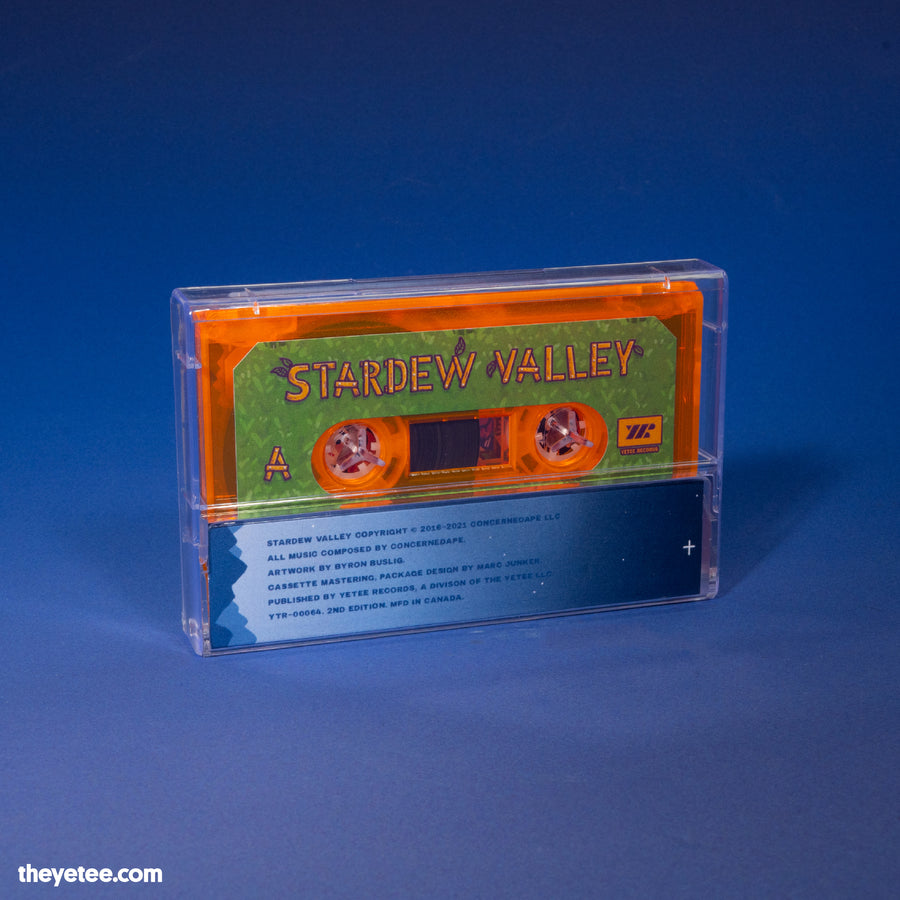 STARDEW VALLEY
A
YR
YETEE RECORDS
STARDEW VALLEY COPYRIGHT © 2016-2021 CONCERNEDAPE LLC
ALL MUSIC COMPOSED BY CONCERNEDAPE.
ARTWORK BY BYRON BUSLIG.
CASSETTE MASTERING, PACKAGE DESIGN BY MARC JUNKER.
PUBLISHED BY YETEE RECORDS, A DIVISON OF THE YETEE LLC
YTR-00064. 2ND EDITION. MFD IN CANADA.
theyetee.com